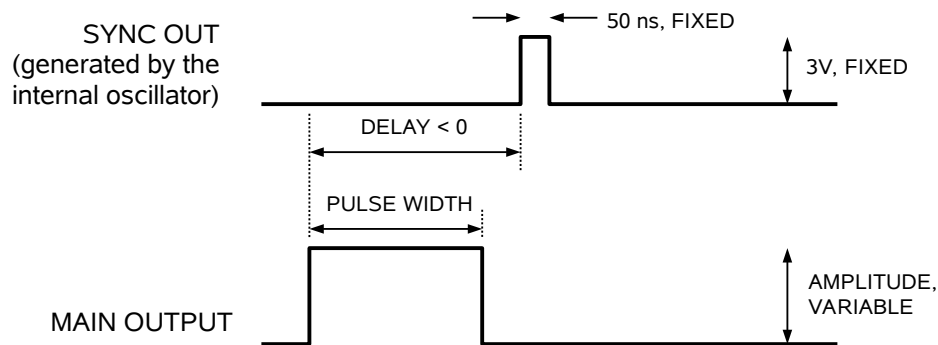 SYNC OUT
(generated by the
internal oscillator)
50 ns, FIXED
3V, FIXED
DELAY < 0
PULSE WIDTH
MAIN OUTPUT
AMPLITUDE,
VARIABLE